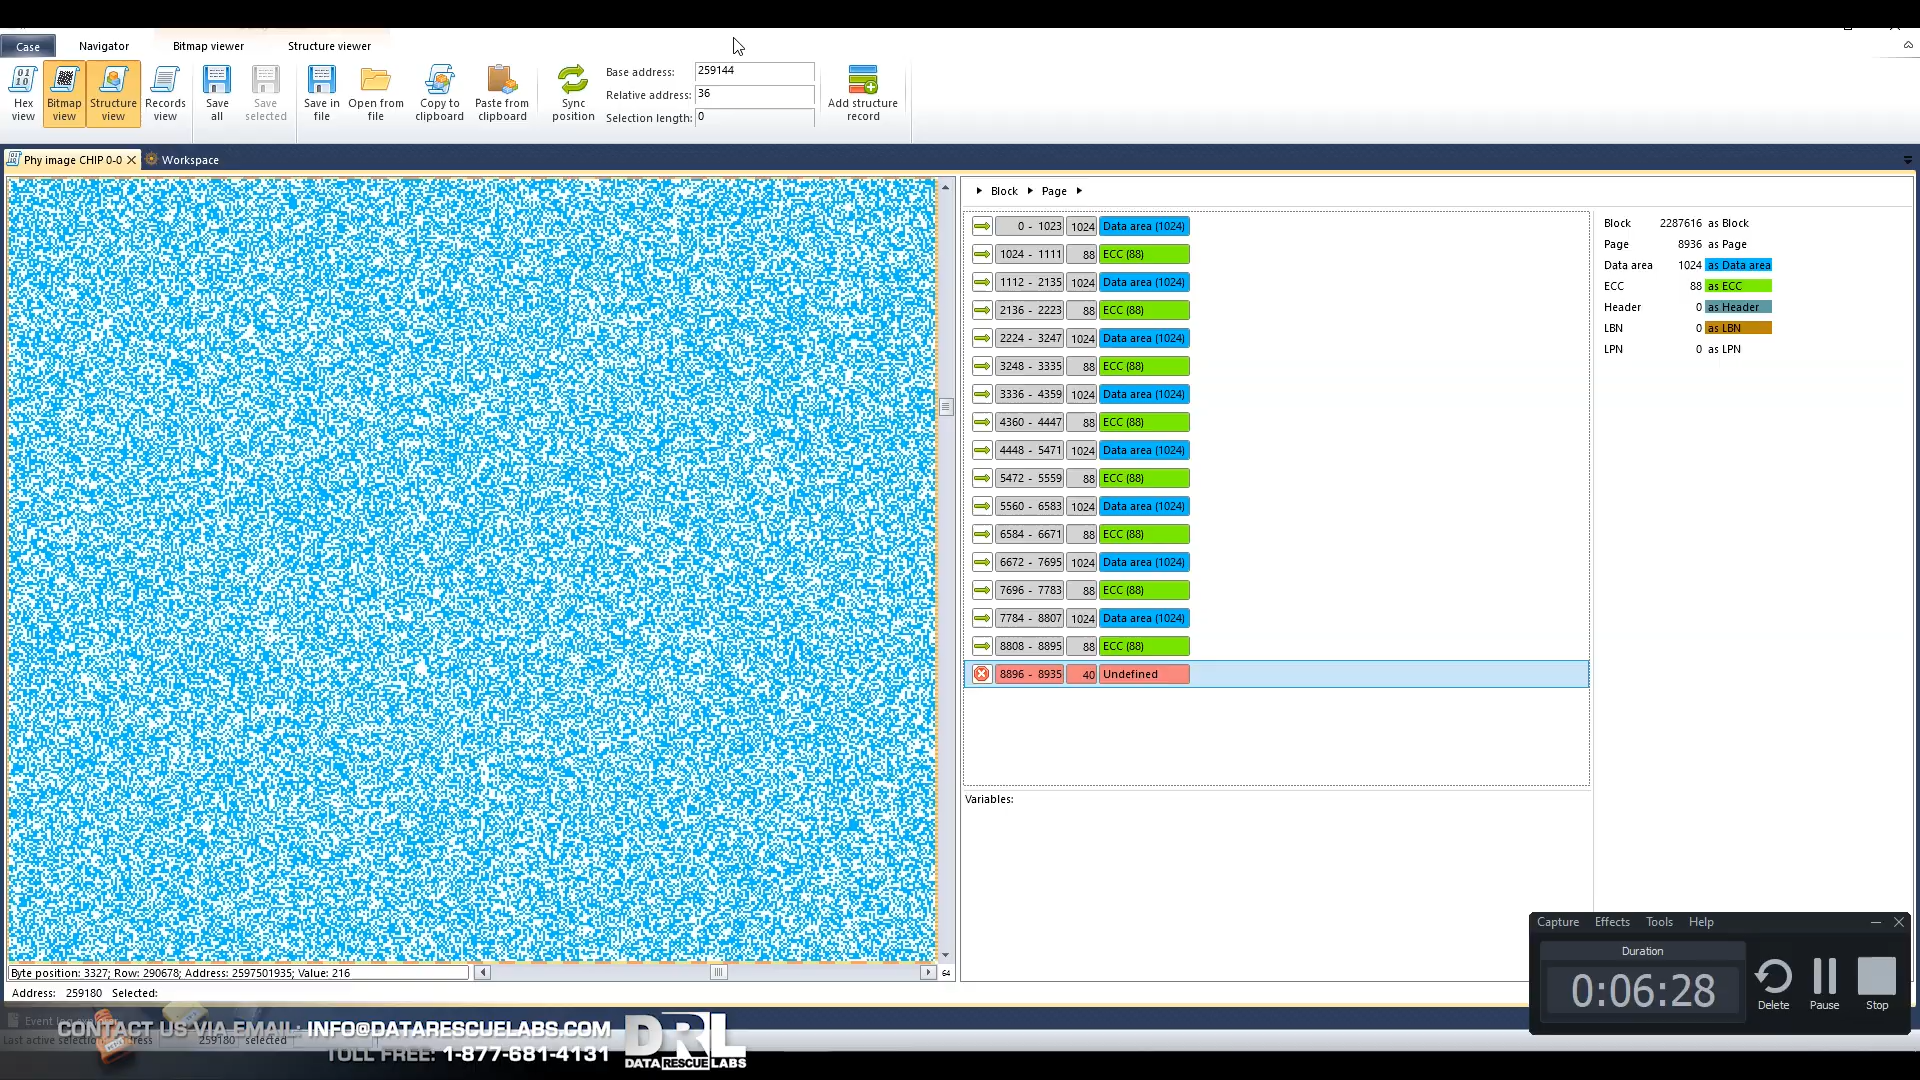 Case Navigator Bitmap viewer Structure viewer
Hex view
Bitmap view
Structure view
Records view
Save all
Save selected
Save in file
Open from file
Copy to clipboard
Paste from clipboard
Sync position
Base address: 259144
Relative address: 36
Selection length: 0
Add structure record
Phy image CHIP 0-0 Workspace
Block Page
0 - 1023 1024 Data area (1024)
1024 - 1111 88 ECC (88)
1112 - 2135 1024 Data area (1024)
2136 - 2223 88 ECC (88)
2224 - 3247 1024 Data area (1024)
3248 - 3335 88 ECC (88)
3336 - 4359 1024 Data area (1024)
4360 - 4447 88 ECC (88)
4448 - 5471 1024 Data area (1024)
5472 - 5559 88 ECC (88)
5560 - 6583 1024 Data area (1024)
6584 - 6671 88 ECC (88)
6672 - 7695 1024 Data area (1024)
7696 - 7783 88 ECC (88)
7784 - 8807 1024 Data area (1024)
8808 - 8895 88 ECC (88)
8896 - 8935 40 Undefined
Variables:
Block 2287616 as Block
Page 8936 as Page
Data area 1024 as Data area
ECC 88 as ECC
Header 0 as Header
LBN 0 as LBN
LPN 0 as LPN
Byte position: 3327; Row: 290678; Address: 2597501935; Value: 216
64
Address: 259180 Selected:
Capture Effects Tools Help
Duration
0:06:28
Delete Pause Stop
CONTACT US VIA EMAIL: INFO@DATARESCUELABS.COM
TOLL FREE: 1-877-681-4131
DRL
DATA RESCUE LABS
259180 selected